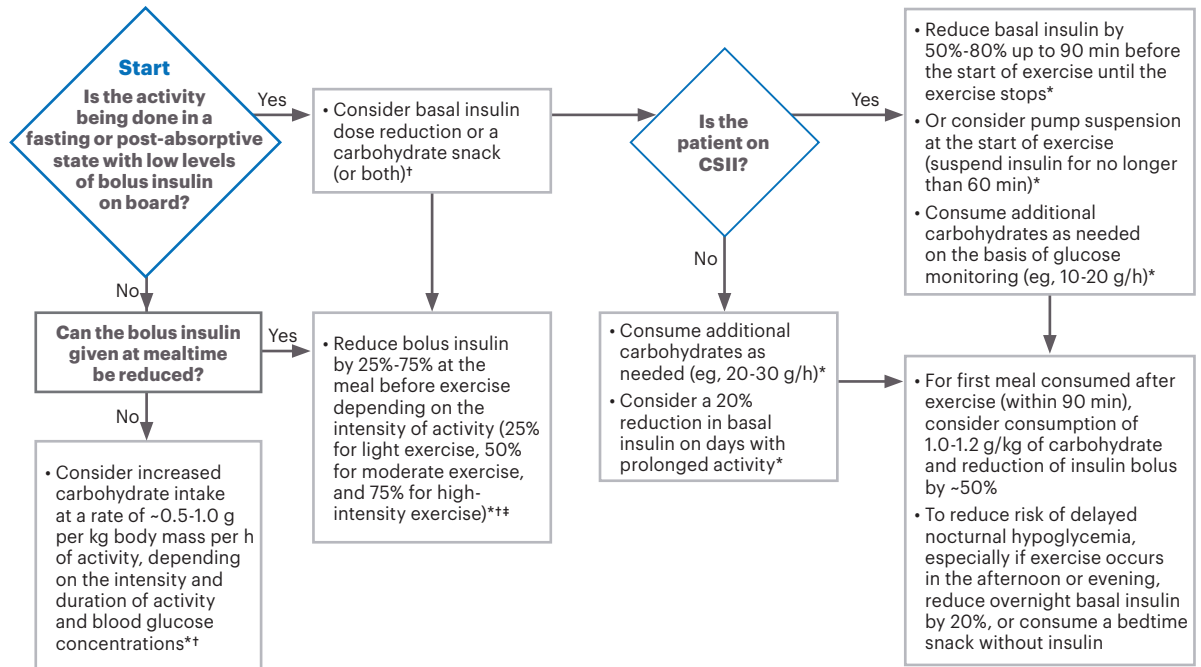 Start
Is the activity
being done in a
fasting or post-absorptive
state with low levels
of bolus insulin
on board?
Yes
• Consider basal insulin
dose reduction or a
carbohydrate snack
(or both)†
Is the
patient on
CSII?
Yes
• Reduce basal insulin by
50%-80% up to 90 min before
the start of exercise until the
exercise stops*
• Or consider pump suspension
at the start of exercise
(suspend insulin for no longer
than 60 min)*
• Consume additional
carbohydrates as needed
on the basis of glucose
monitoring (eg, 10-20 g/h)*
No
No
Can the bolus insulin
given at mealtime
be reduced?
Yes
• Reduce bolus insulin
by 25%-75% at the
meal before exercise
depending on the
intensity of activity (25%
for light exercise, 50%
for moderate exercise,
and 75% for high-
intensity exercise)*†‡
• Consume additional
carbohydrates as
needed (eg, 20-30 g/h)*
• Consider a 20%
reduction in basal
insulin on days with
prolonged activity*
• For first meal consumed after
exercise (within 90 min),
consider consumption of
1.0-1.2 g/kg of carbohydrate
and reduction of insulin bolus
by ~50%
• To reduce risk of delayed
nocturnal hypoglycemia,
especially if exercise occurs
in the afternoon or evening,
reduce overnight basal insulin
by 20%, or consume a bedtime
snack without insulin
No
• Consider increased
carbohydrate intake
at a rate of ~0.5-1.0 g
per kg body mass per h
of activity, depending
on the intensity and
duration of activity
and blood glucose
concentrations*†